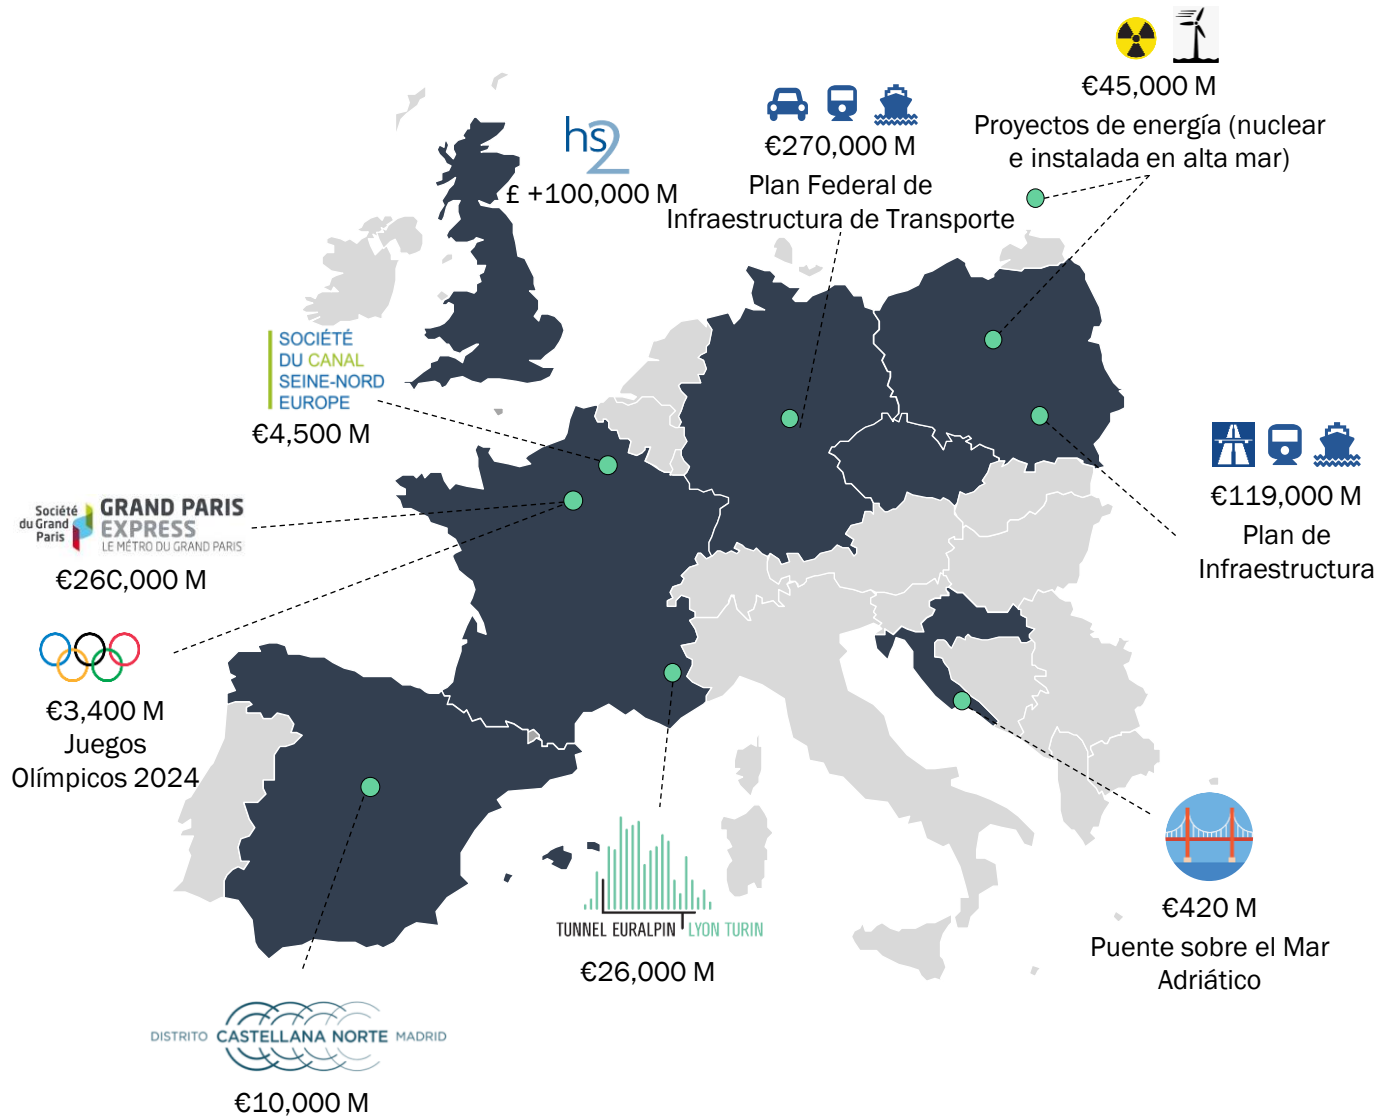 €45,000 M
Proyectos de energía (nuclear
e instalada en alta mar)
hs2
£ +100,000 M
€270,000 M
Plan Federal de
Infraestructura de Transporte
SOCIÉTÉ
DU CANAL
SEINE-NORD
EUROPE
€4,500 M
€119,000 M
Plan de
Infraestructura
Société
du Grand
Paris
GRAND PARIS
EXPRESS
LE MÉTRO DU GRAND PARIS
€26C,000 M
€3,400 M
Juegos
Olímpicos 2024
TUNNEL EURALPIN LYON TURIN
€26,000 M
€420 M
Puente sobre el Mar
Adriático
DISTRITO CASTELLANA NORTE MADRID
€10,000 M